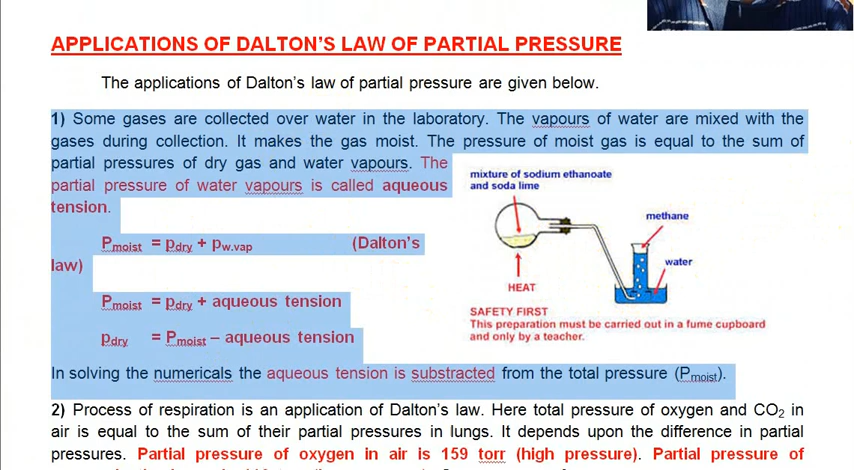 APPLICATIONS OF DALTON'S LAW OF PARTIAL PRESSURE
The applications of Dalton's law of partial pressure are given below.
1) Some gases are collected over water in the laboratory. The vapours of water are mixed with the
gases during collection. It makes the gas moist. The pressure of moist gas is equal to the sum of
partial pressures of dry gas and water vapours. The
partial pressure of water vapours is called aqueous
tension.
Pmoist = pdry + pw.vap (Dalton's
law)
Pmoist = pdry + aqueous tension
pdry = Pmoist – aqueous tension
mixture of sodium ethanoate
and soda lime
methane
water
HEAT
SAFETY FIRST
This preparation must be carried out in a fume cupboard
and only by a teacher.
In solving the numericals the aqueous tension is substracted from the total pressure (Pmoist).
2) Process of respiration is an application of Dalton's law. Here total pressure of oxygen and CO2 in
air is equal to the sum of their partial pressures in lungs. It depends upon the difference in partial
pressures. Partial pressure of oxygen in air is 159 torr (high pressure). Partial pressure of